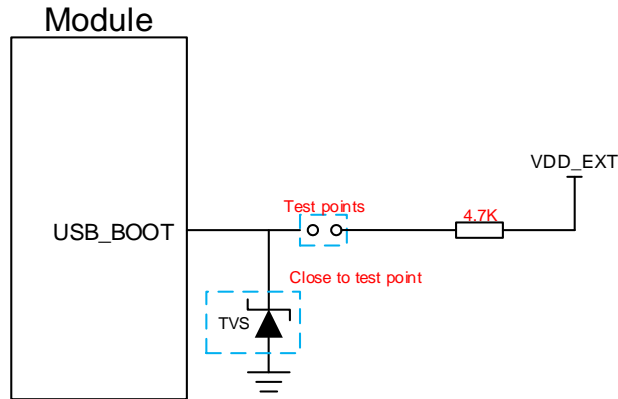 Module
VDD_EXT
Test points
4.7K
USB_BOOT
Close to test point
TVS